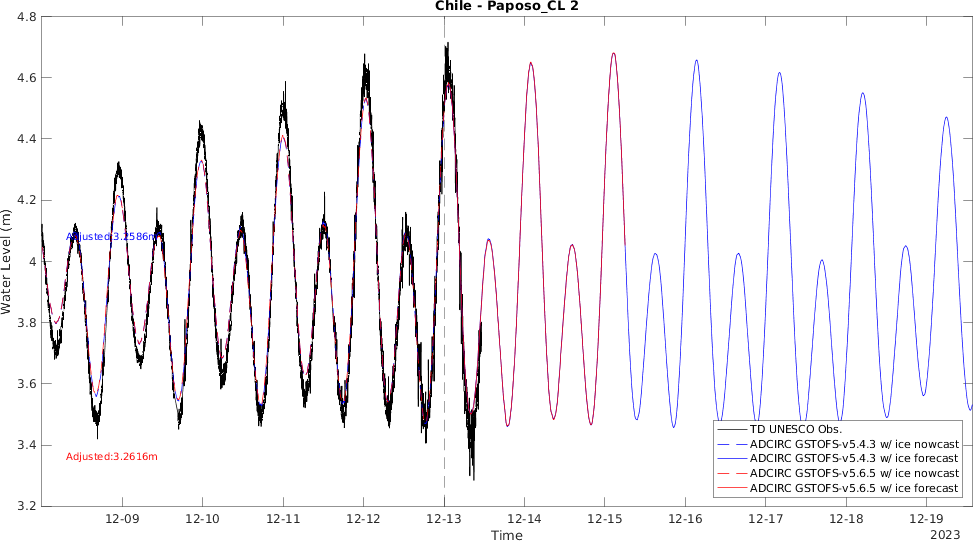 Chile - Paposo_CL 2
4.8
4.6
4.4
4.2
4
3.8
3.6
3.4
3.2
Water Level (m)
Adjusted:3.2586m
Adjusted:3.2616m
TD UNESCO Obs.
ADCIRC GSTOFS-v5.4.3 w/ ice nowcast
ADCIRC GSTOFS-v5.4.3 w/ ice forecast
ADCIRC GSTOFS-v5.6.5 w/ ice nowcast
ADCIRC GSTOFS-v5.6.5 w/ ice forecast
12-09 12-10 12-11 12-12 12-13 12-14 12-15 12-16 12-17 12-18 12-19
Time
2023